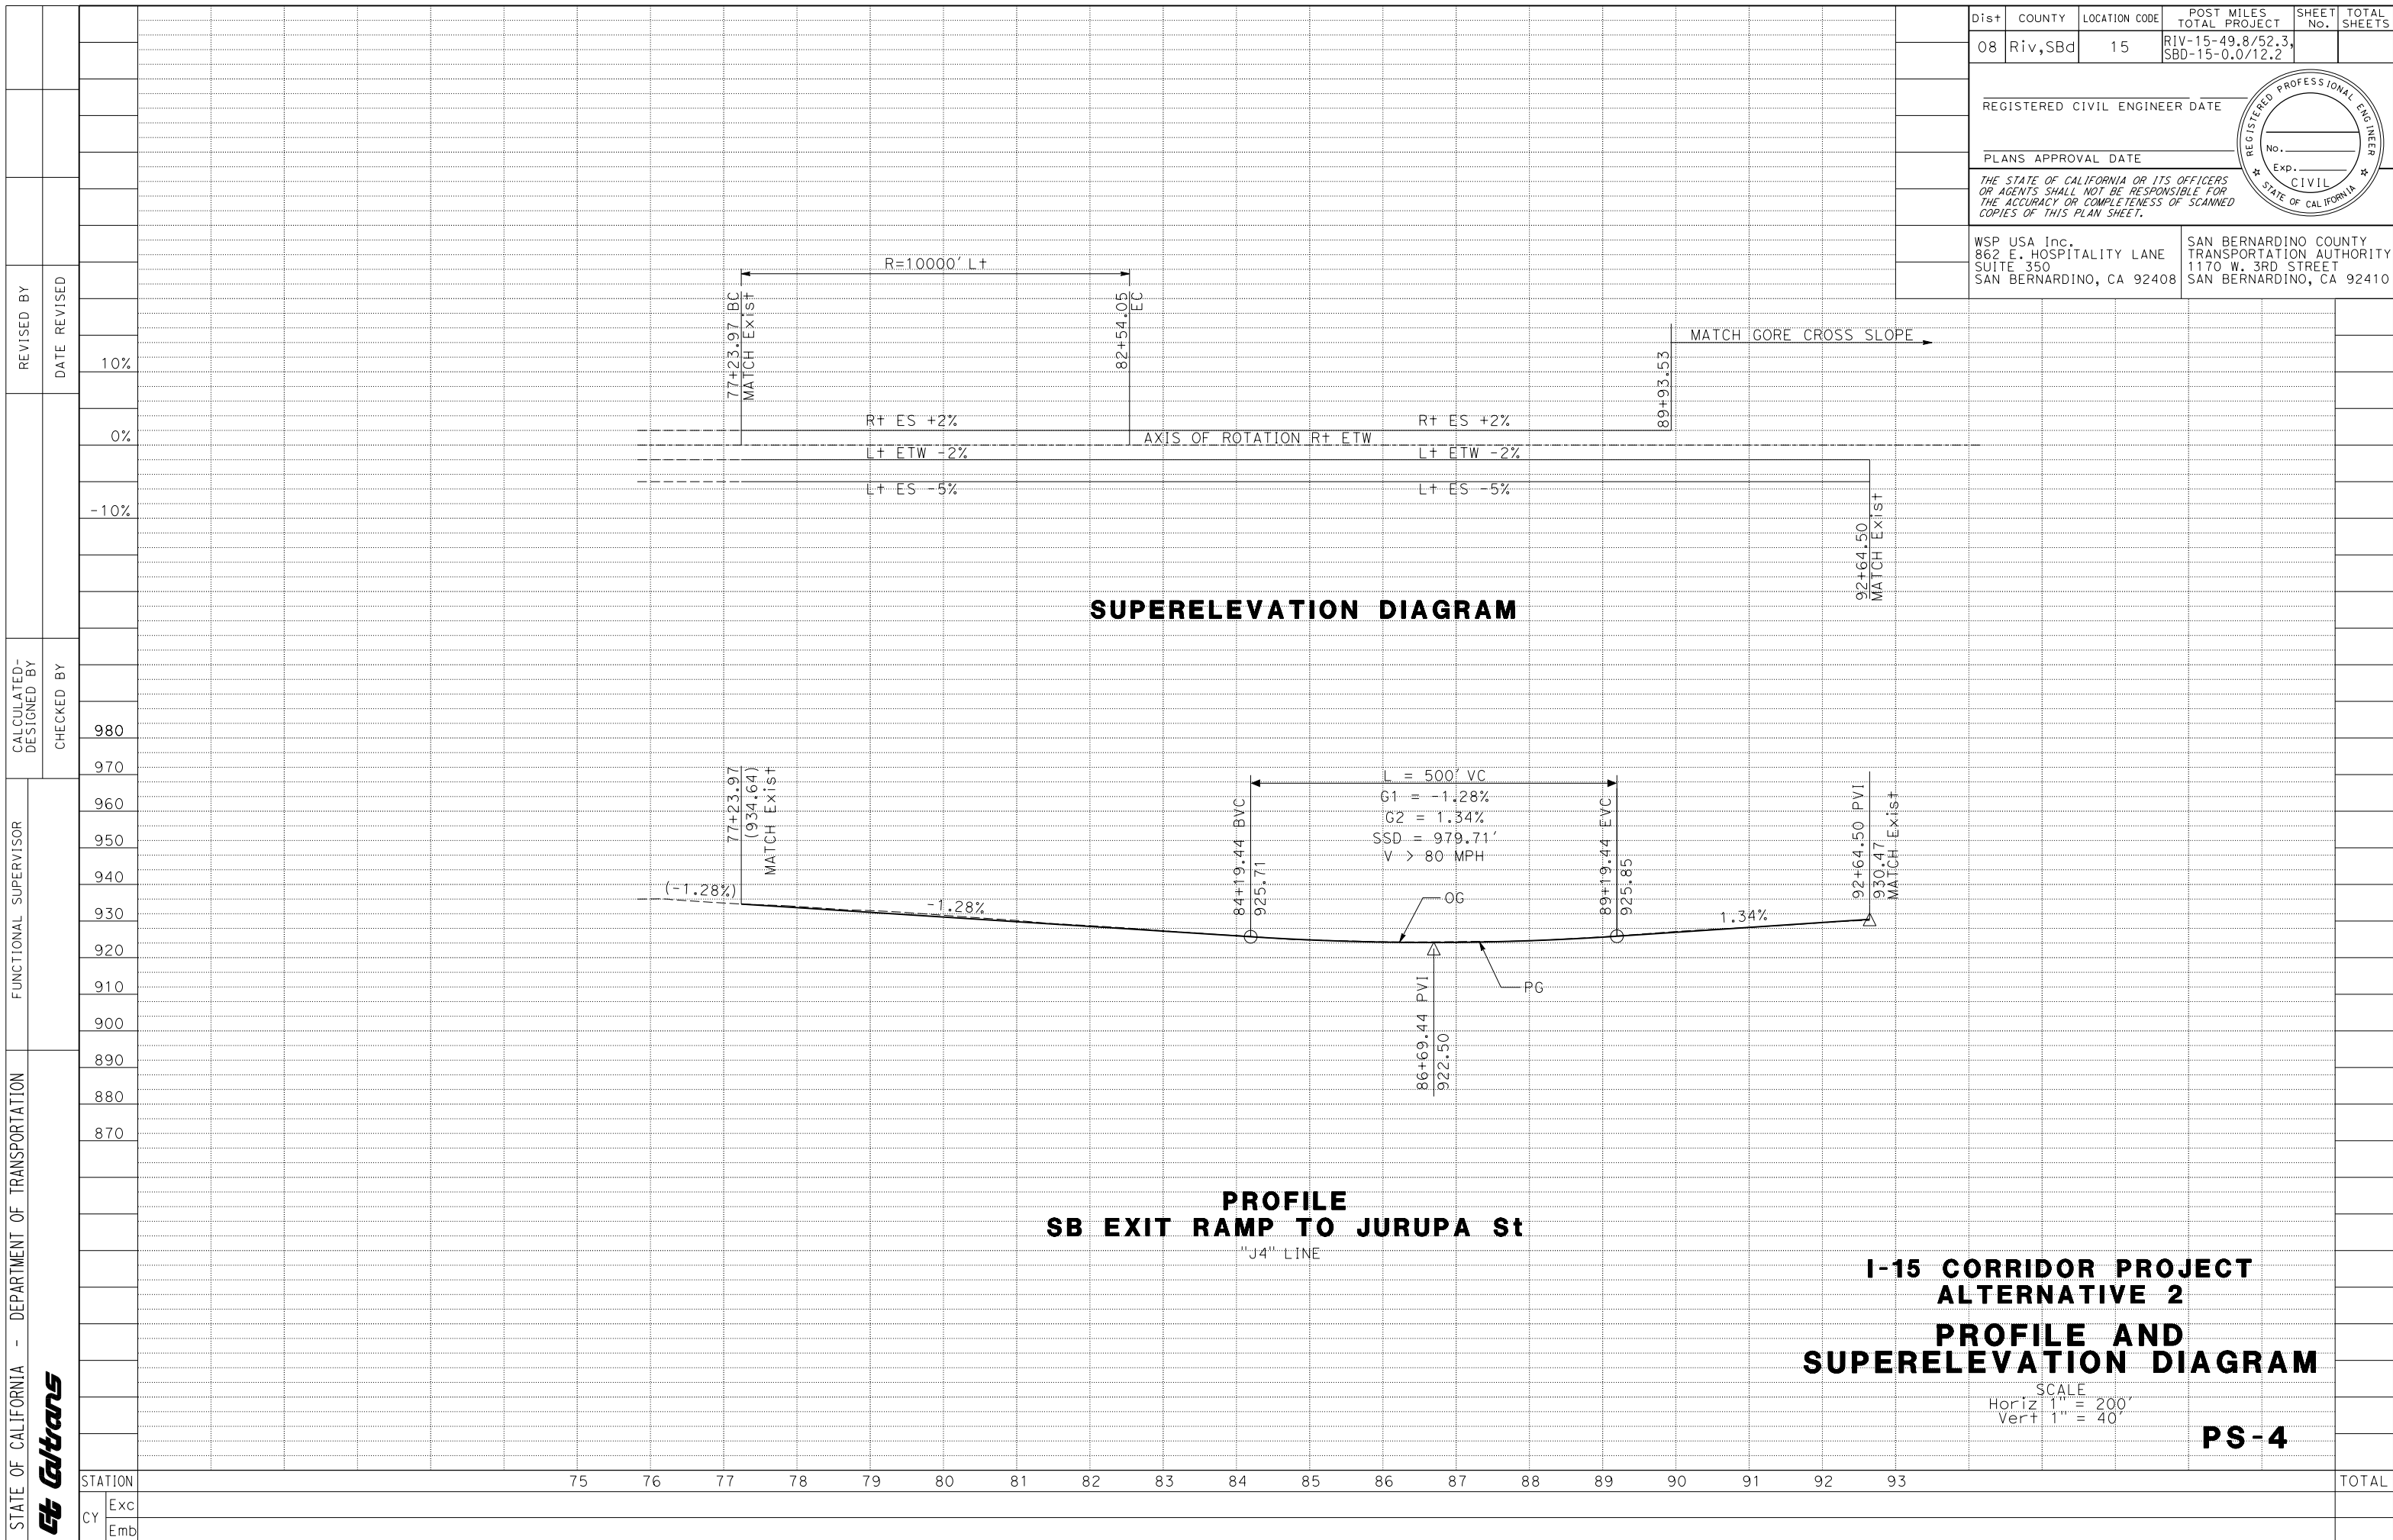 Dist COUNTY LOCATION CODE POST MILES TOTAL PROJECT SHEET No. TOTAL SHEETS
08 Riv,SBd 15 RIV-15-49.8/52.3, SBD-15-0.0/12.2
REGISTERED CIVIL ENGINEER DATE
PLANS APPROVAL DATE
REGISTERED PROFESSIONAL ENGINEER
No.
Exp.
CIVIL
STATE OF CALIFORNIA
THE STATE OF CALIFORNIA OR ITS OFFICERS
OR AGENTS SHALL NOT BE RESPONSIBLE FOR
THE ACCURACY OR COMPLETENESS OF SCANNED
COPIES OF THIS PLAN SHEET.
WSP USA Inc.
862 E. HOSPITALITY LANE
SUITE 350
SAN BERNARDINO, CA 92408
SAN BERNARDINO COUNTY
TRANSPORTATION AUTHORITY
1170 W. 3RD STREET
SAN BERNARDINO, CA 92410
REVISED BY
DATE REVISED
CALCULATED-
DESIGNED BY
CHECKED BY
FUNCTIONAL SUPERVISOR
STATE OF CALIFORNIA - DEPARTMENT OF TRANSPORTATION
Caltrans
R=10000' Lt
77+23.97 BC
MATCH Exist
82+54.05
EC
MATCH GORE CROSS SLOPE
89+93.53
10%
0%
-10%
Rt ES +2%
Rt ES +2%
AXIS OF ROTATION Rt ETW
Lt ETW -2%
Lt ETW -2%
Lt ES -5%
Lt ES -5%
92+64.50
MATCH Exist
SUPERELEVATION DIAGRAM
980
970
960
950
940
930
920
910
900
890
880
870
77+23.97
(934.64)
MATCH Exist
(-1.28%)
-1.28%
84+19.44 BVC
925.71
L = 500' VC
G1 = -1.28%
G2 = 1.34%
SSD = 979.71'
V > 80 MPH
OG
89+19.44 EVC
925.85
1.34%
92+64.50 PVI
930.47
MATCH Exist
PG
86+69.44 PVI
922.50
PROFILE
SB EXIT RAMP TO JURUPA St
"J4" LINE
I-15 CORRIDOR PROJECT
ALTERNATIVE 2
PROFILE AND
SUPERELEVATION DIAGRAM
SCALE
Horiz 1" = 200'
Vert 1" = 40'
PS-4
STATION 75 76 77 78 79 80 81 82 83 84 85 86 87 88 89 90 91 92 93 TOTAL
CY Exc
Emb